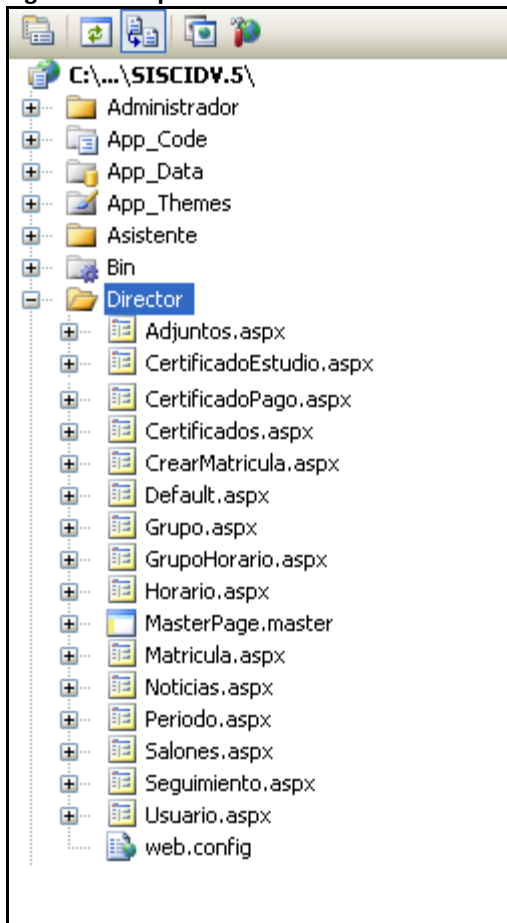 C:\...\SISCIDV.5\
Administrador
App_Code
App_Data
App_Themes
Asistente
Bin
Director
Adjuntos.aspx
CertificadoEstudio.aspx
CertificadoPago.aspx
Certificados.aspx
CrearMatricula.aspx
Default.aspx
Grupo.aspx
GrupoHorario.aspx
Horario.aspx
MasterPage.master
Matricula.aspx
Noticias.aspx
Periodo.aspx
Salones.aspx
Seguimiento.aspx
Usuario.aspx
web.config